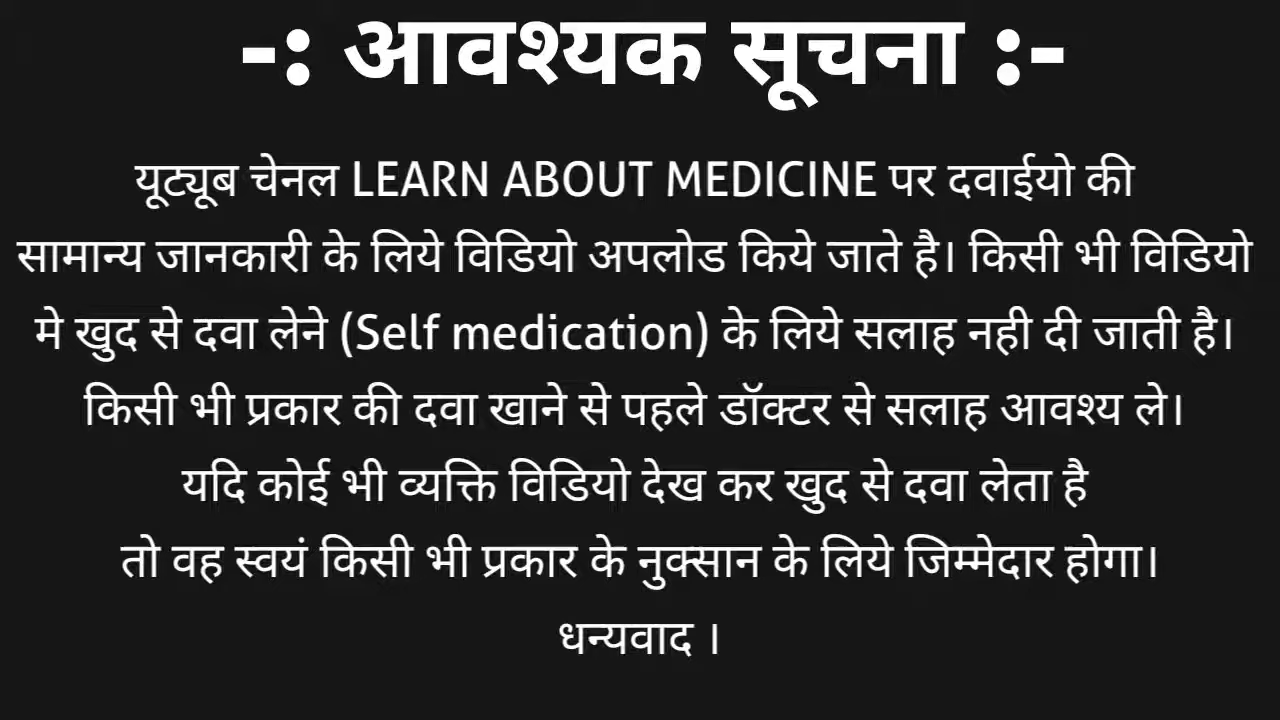 -: आवश्यक सूचना :-
यूट्यूब चेनल LEARN ABOUT MEDICINE पर दवाईयो की
सामान्य जानकारी के लिये विडियो अपलोड किये जाते है। किसी भी विडियो
मे खुद से दवा लेने (Self medication) के लिये सलाह नही दी जाती है।
किसी भी प्रकार की दवा खाने से पहले डॉक्टर से सलाह आवश्य ले।
यदि कोई भी व्यक्ति विडियो देख कर खुद से दवा लेता है
तो वह स्वयं किसी भी प्रकार के नुक्सान के लिये जिम्मेदार होगा।
धन्यवाद ।